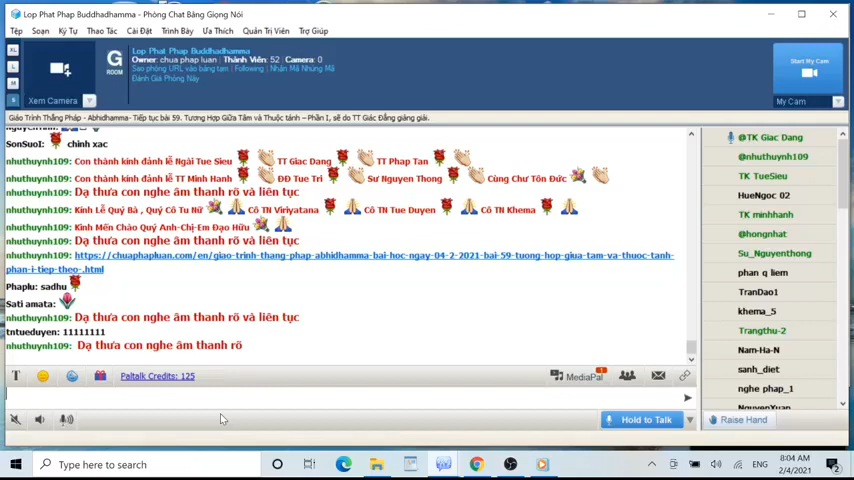 Lop Phat Phap Buddhadhamma - Phòng Chat Bằng Giọng Nói
Tệp Soạn Ký Tự Thao Tác Cài Đặt Trình Bày Ưa Thích Quản Trị Viên Trợ Giúp
XL
L
M
S
Xem Camera
G
ROOM
Lop Phat Phap Buddhadhamma
Owner: chua phap luan | Thành Viên: 52 | Camera: 0
Sao phóng URL vào bảng tạm | Following | Nhận Mã Nhúng Mã
Đánh Giá Phòng Này
Start My Cam
My Cam
Giáo Trình Thắng Pháp - Abhidhamma- Tiếp tục bài 59. Tương Hợp Giữa Tâm và Thuộc tánh – Phần I, sẽ do TT Giác Đẳng giảng giải.
SonSuoI: chinh xac
nhuthuynh109: Con thành kính đảnh lễ Ngài Tue Sieu TT Giac Dang TT Phap Tan
nhuthuynh109: Con thành kính đảnh lễ TT Minh Hanh ĐĐ Tue Tri Sư Nguyen Thong Cùng Chư Tôn Đức
nhuthuynh109: Dạ thưa con nghe âm thanh rõ và liên tục
nhuthuynh109: Kính Lễ Quý Bà , Quý Cô Tu Nữ Cô TN Viriyatana Cô TN Tue Duyen Cô TN Khema
nhuthuynh109: Kính Mến Chào Quý Anh-Chị-Em Đạo Hữu
nhuthuynh109: Dạ thưa con nghe âm thanh rõ và liên tục
nhuthuynh109: https://chuaphapluan.com/en/giao-trinh-thang-phap-abhidhamma-bai-hoc-ngay-04-2-2021-bai-59-tuong-hop-giua-tam-va-thuoc-tanh-
phan-i-tiep-theo-.html
Phaplu: sadhu
Sati amata:
nhuthuynh109: Dạ thưa con nghe âm thanh rõ và liên tục
tntueduyen: 11111111
nhuthuynh109: Dạ thưa con nghe âm thanh rõ
@TK Giac Dang
@nhuthuynh109
TK TueSieu
HueNgoc 02
TK minhhanh
@hongnhat
Su_Nguyenthong
phan q liem
TranDao1
khema_5
Trangthu-2
Nam-Ha-N
sanh_diet
nghe phap_1
NguyenXuan
T Paltalk Credits: 125 MediaPal 1
Hold to Talk Raise Hand
Type here to search
ENG
8:04 AM
2/4/2021
2